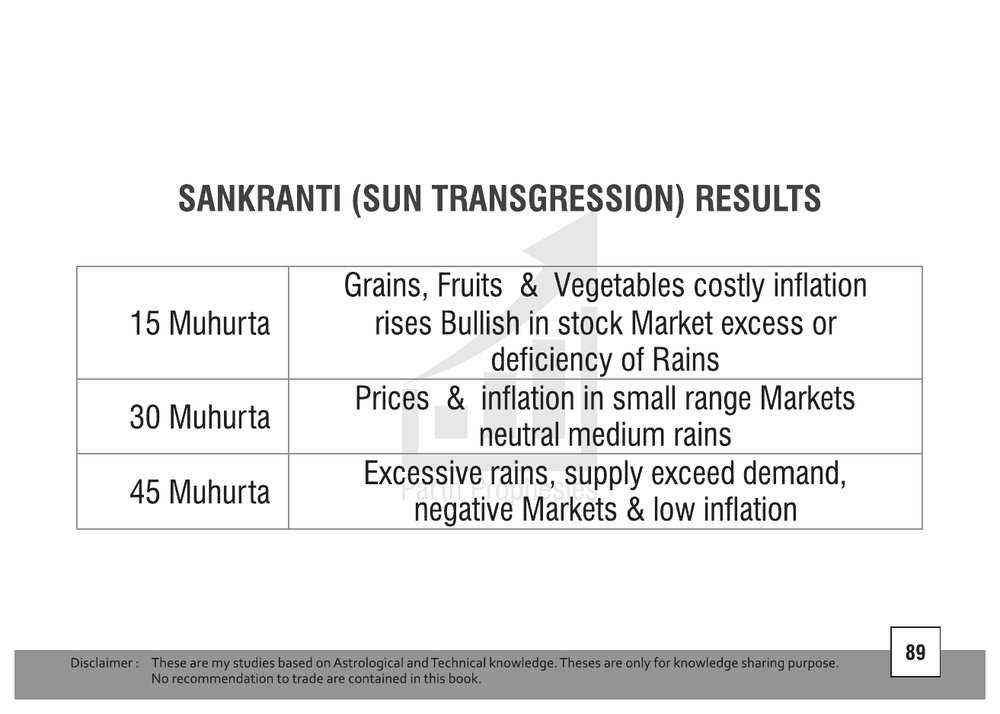 SANKRANTI (SUN TRANSGRESSION) RESULTS
15 Muhurta
Grains, Fruits & Vegetables costly inflation
rises Bullish in stock Market excess or
deficiency of Rains
30 Muhurta
Prices & inflation in small range Markets
neutral medium rains
45 Muhurta
Excessive rains, supply exceed demand,
negative Markets & low inflation
Parth Prophesies
Disclaimer : These are my studies based on Astrological and Technical knowledge. Theses are only for knowledge sharing purpose.
No recommendation to trade are contained in this book.
89